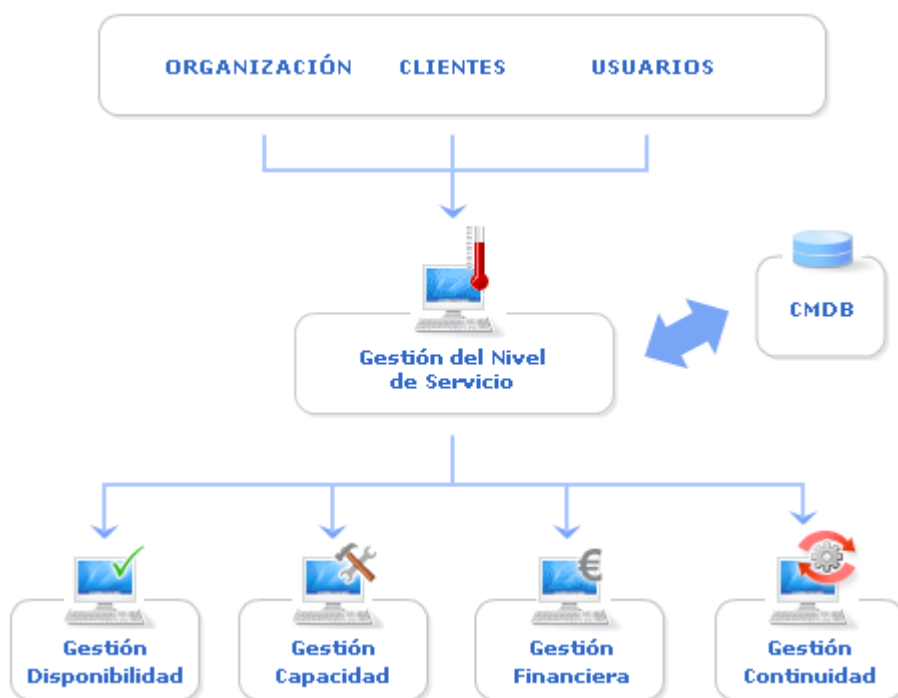 ORGANIZACIÓN CLIENTES USUARIOS
CMDB
Gestión del Nivel
de Servicio
€
Gestión
Disponibilidad
Gestión
Capacidad
Gestión
Financiera
Gestión
Continuidad